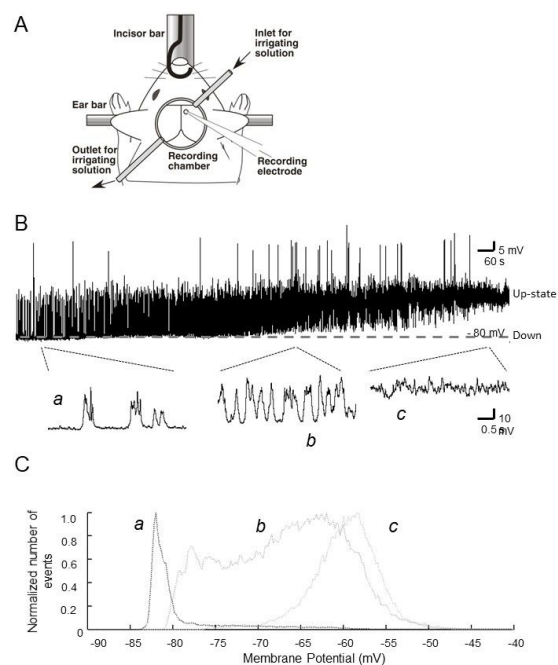 A
Incisor bar
Inlet for
irrigating
solution
Ear bar
Outlet for
irrigating
solution
Recording
chamber
Recording
electrode
B
5 mV
60 s
Up-state
- 80 mV
Down
a
b
c
10
mV
0.5 s
C
Normalized number of
events
1.0
0.8
0.6
0.4
0.2
0
a
b
c
-90
-85
-80
-75
-70
-65
-60
-55
-50
-45
-40
Membrane Potential (mV)